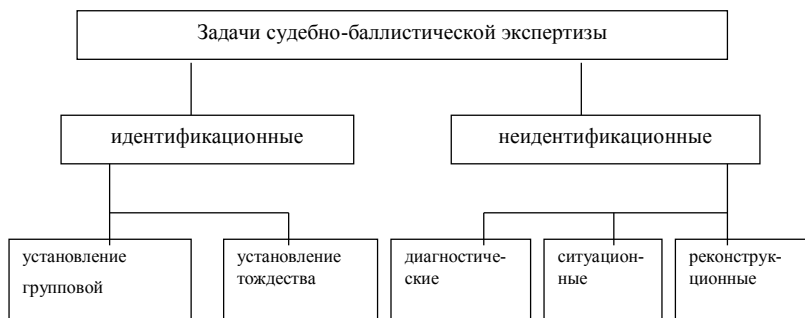 Задачи судебно-баллистической экспертизы
идентификационные
неидентификационные
установление
групповой
установление
тождества
диагностиче-
ские
ситуацион-
ные
реконструк-
ционные